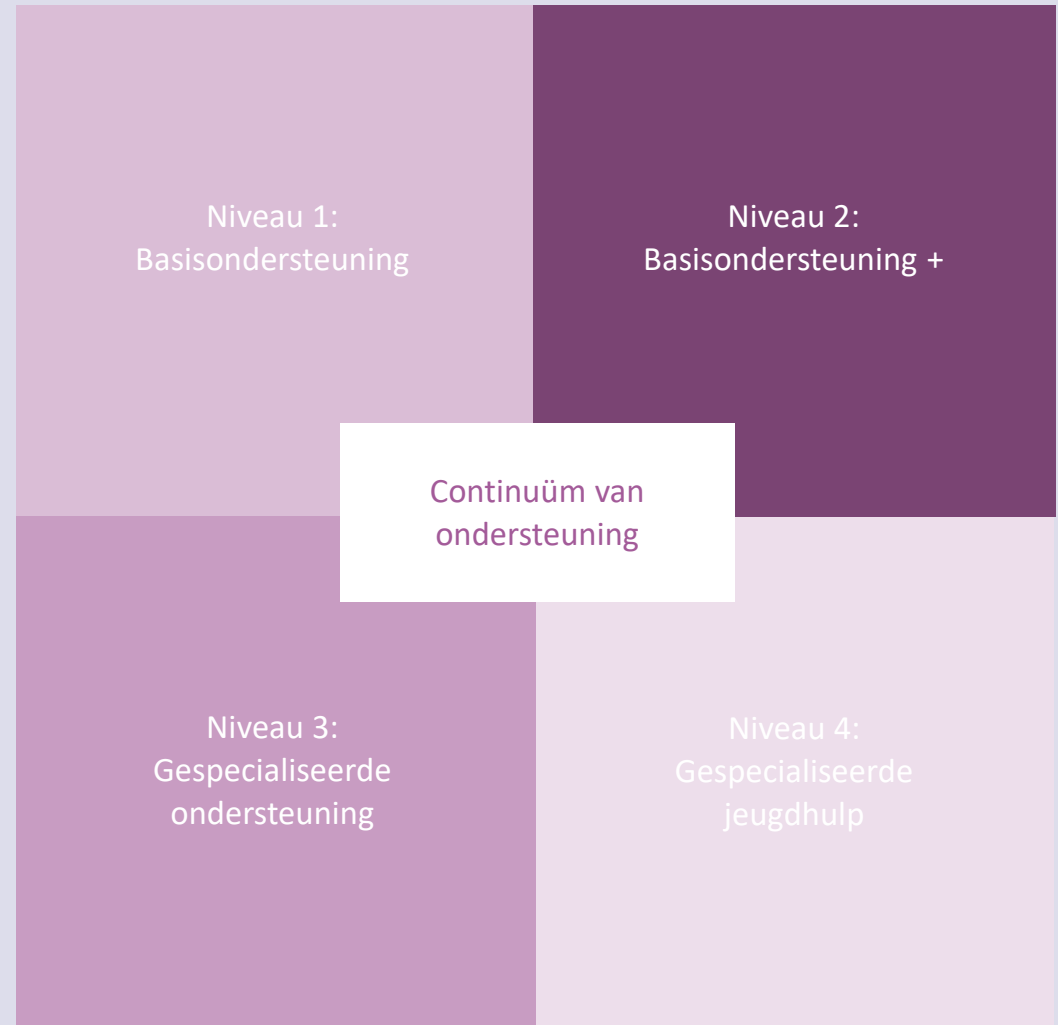 Niveau 1:
Basisondersteuning
Niveau 2:
Basisondersteuning +
Continuüm van
ondersteuning
Niveau 3:
Gespecialiseerde
ondersteuning
Niveau 4:
Gespecialiseerde
jeugdhulp